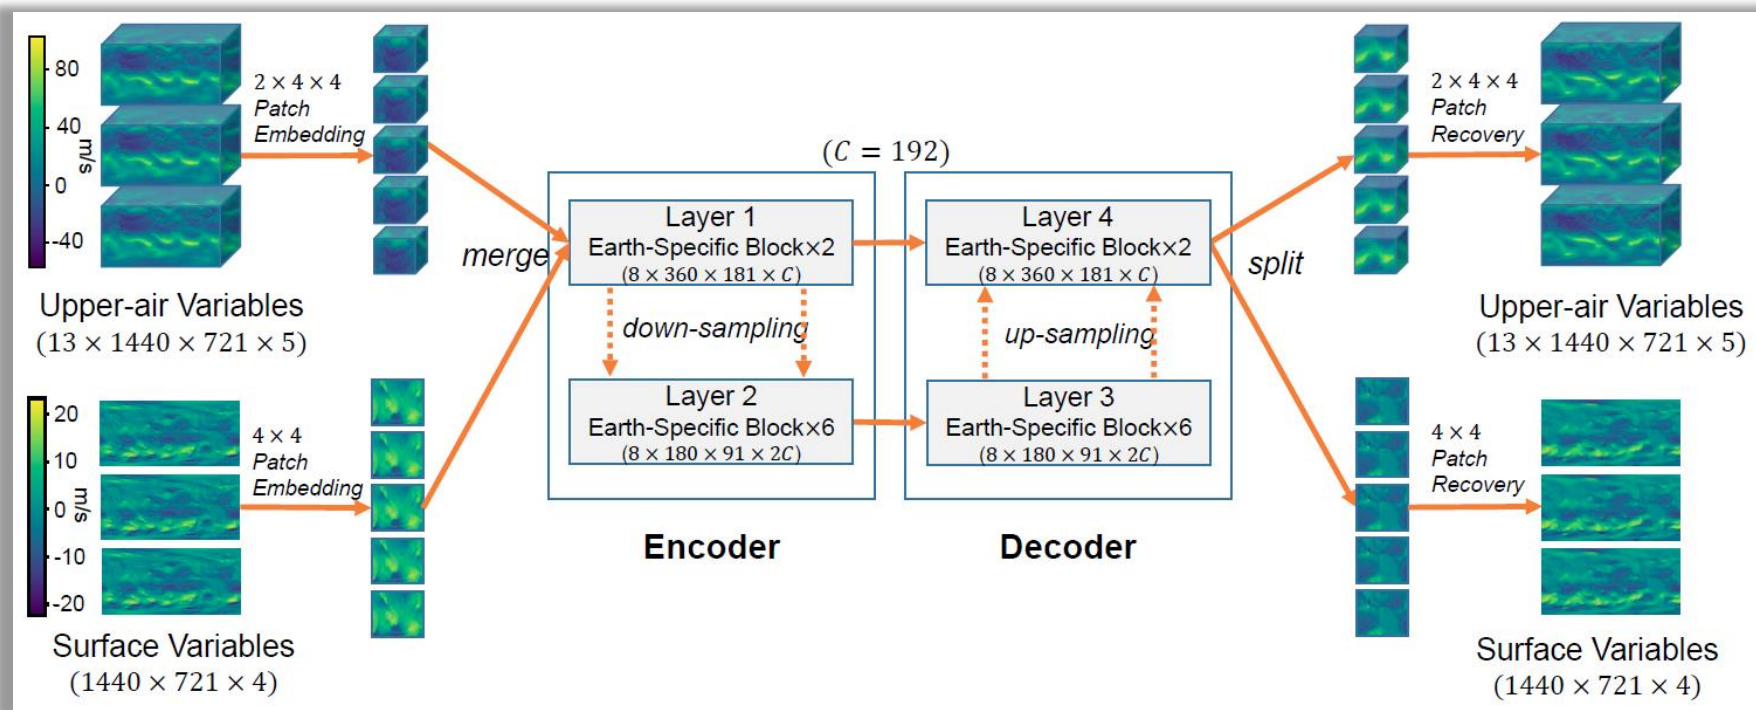 80
40
0
-40
m/s
2 × 4 × 4
Patch
Embedding
Upper-air Variables
(13 × 1440 × 721 × 5)
20
10
0
-10
-20
m/s
4 × 4
Patch
Embedding
Surface Variables
(1440 × 721 × 4)
merge
(C = 192)
Layer 1
Earth-Specific Block×2
(8 × 360 × 181 × C)
down-sampling
Layer 2
Earth-Specific Block×6
(8 × 180 × 91 × 2C)
Encoder
Layer 4
Earth-Specific Block×2
(8 × 360 × 181 × C)
up-sampling
Layer 3
Earth-Specific Block×6
(8 × 180 × 91 × 2C)
Decoder
split
2 × 4 × 4
Patch
Recovery
Upper-air Variables
(13 × 1440 × 721 × 5)
4 × 4
Patch
Recovery
Surface Variables
(1440 × 721 × 4)